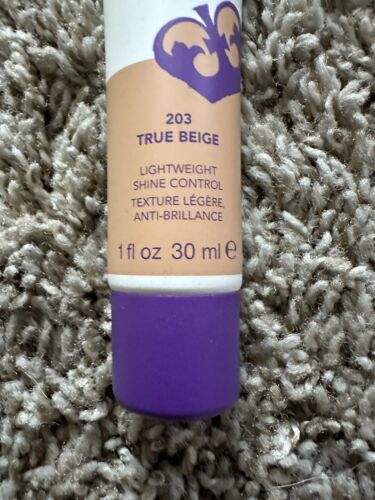 203
TRUE BEIGE
LIGHTWEIGHT
SHINE CONTROL
TEXTURE LÉGÈRE,
ANTI-BRILLANCE
1 fl oz 30 ml ℮